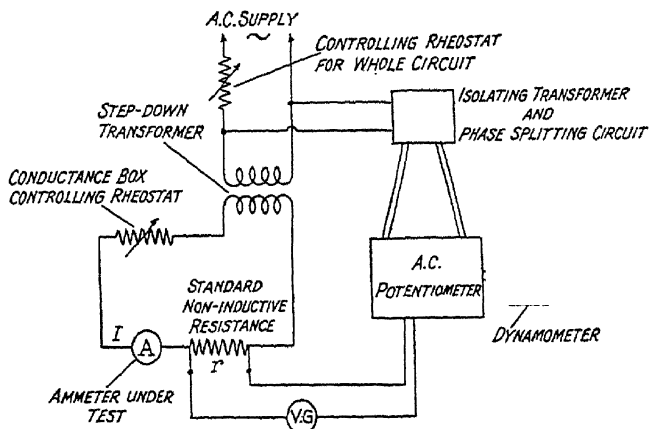 A.C. SUPPLY
~
CONTROLLING RHEOSTAT
FOR WHOLE CIRCUIT
STEP-DOWN
TRANSFORMER
ISOLATING TRANSFORMER
AND
PHASE SPLITTING CIRCUIT
CONDUCTANCE BOX
CONTROLLING RHEOSTAT
A.C.
POTENTIOMETER
STANDARD
NON-INDUCTIVE
RESISTANCE
DYNAMOMETER
I
A
r
AMMETER UNDER
TEST
V.G